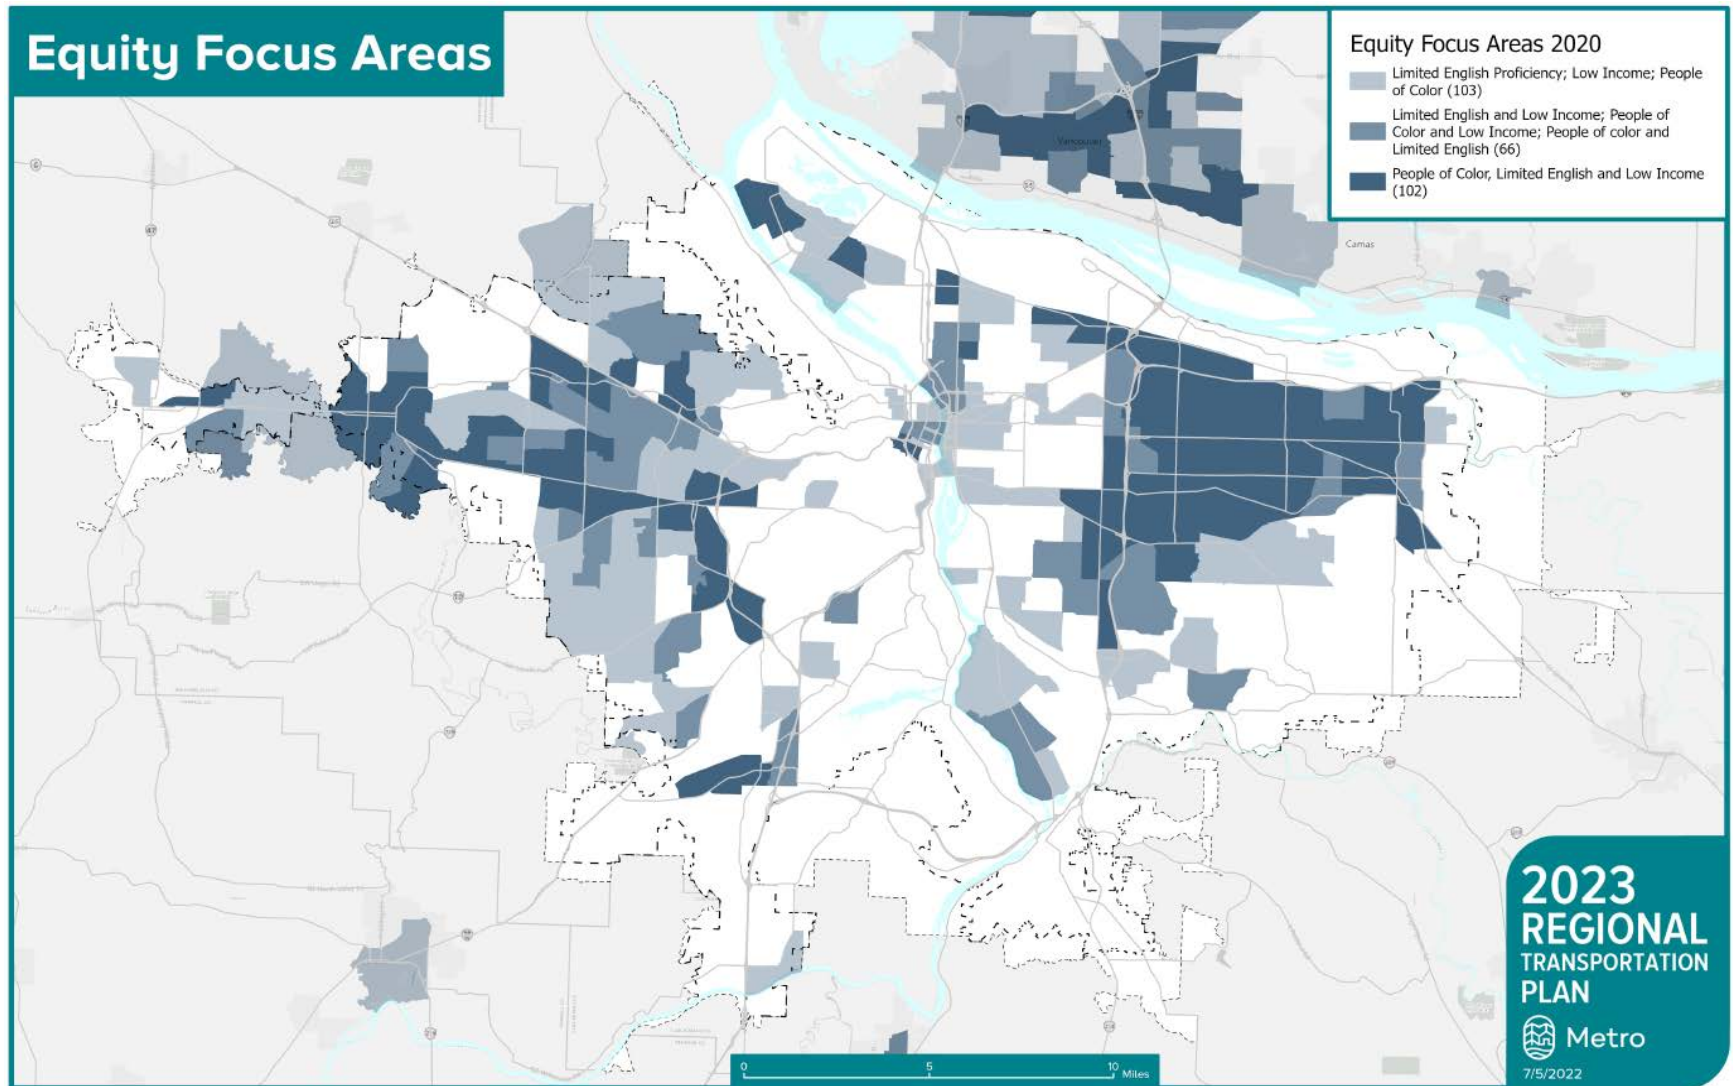 Equity Focus Areas
Equity Focus Areas 2020
Limited English Proficiency; Low Income; People
of Color (103)
Limited English and Low Income; People of
Color and Low Income; People of color and
Limited English (66)
People of Color, Limited English and Low Income
(102)
Vancouver
Camas
2023
REGIONAL
TRANSPORTATION
PLAN
Metro
7/5/2022
0 5 10 Miles